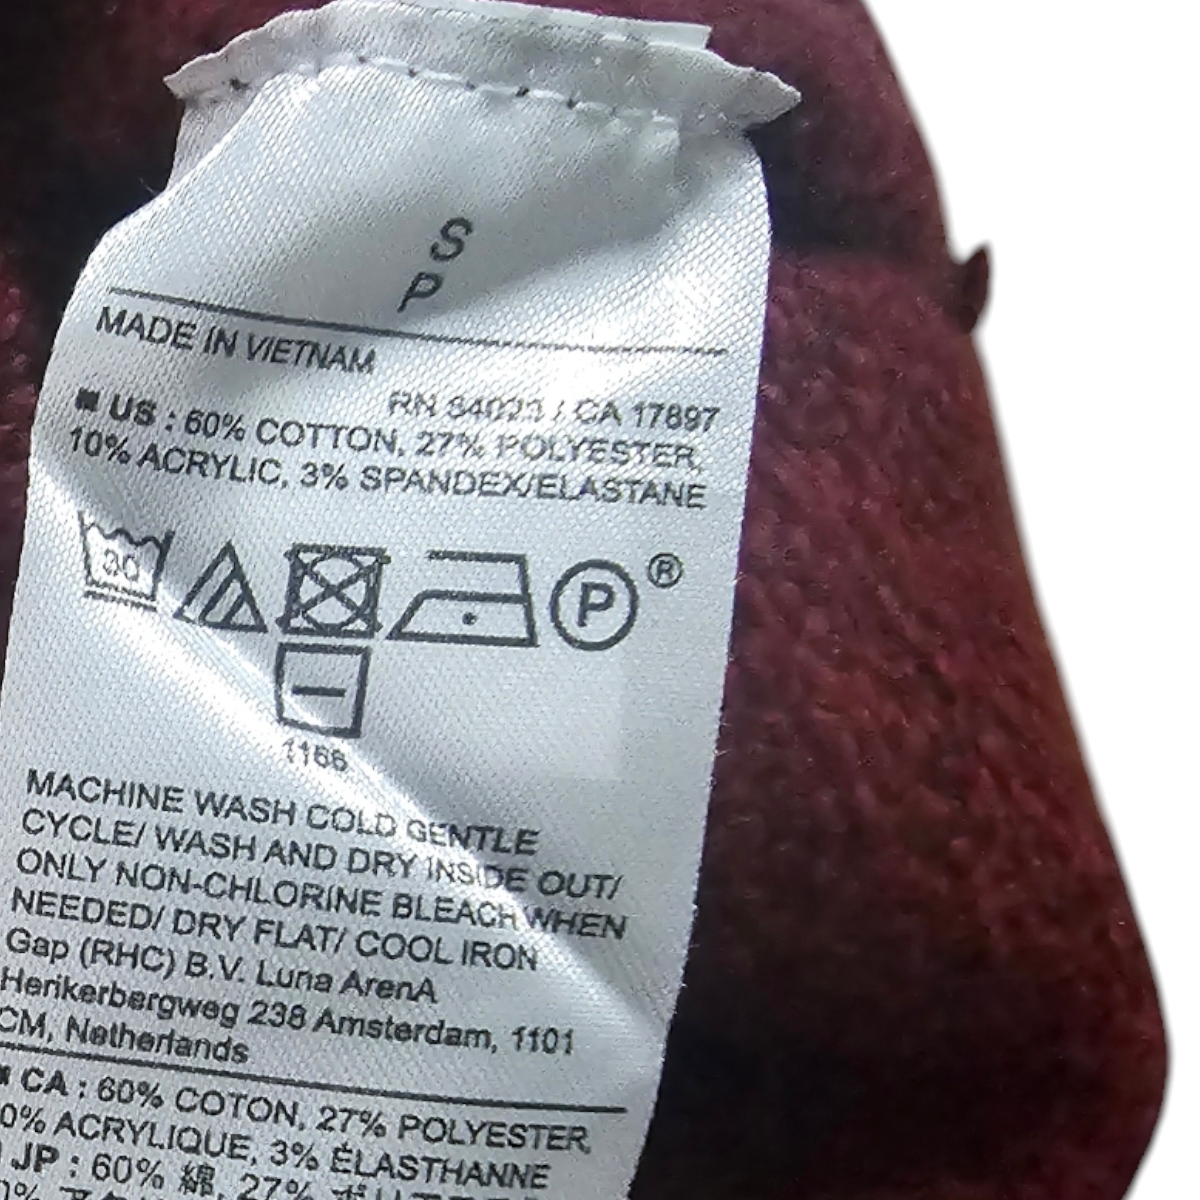 S
P
MADE IN VIETNAM
RN 54023 / CA 17897
US : 60% COTTON, 27% POLYESTER,
10% ACRYLIC, 3% SPANDEX/ELASTANE
30
P ®
1166
MACHINE WASH COLD GENTLE
CYCLE/ WASH AND DRY INSIDE OUT/
ONLY NON-CHLORINE BLEACH WHEN
NEEDED/ DRY FLAT/ COOL IRON
Gap (RHC) B.V. Luna ArenA
Herikerbergweg 238 Amsterdam, 1101
CM, Netherlands
CA : 60% COTON, 27% POLYESTER,
0% ACRYLIQUE, 3% ÉLASTHANNE
JP : 60% 綿, 27%